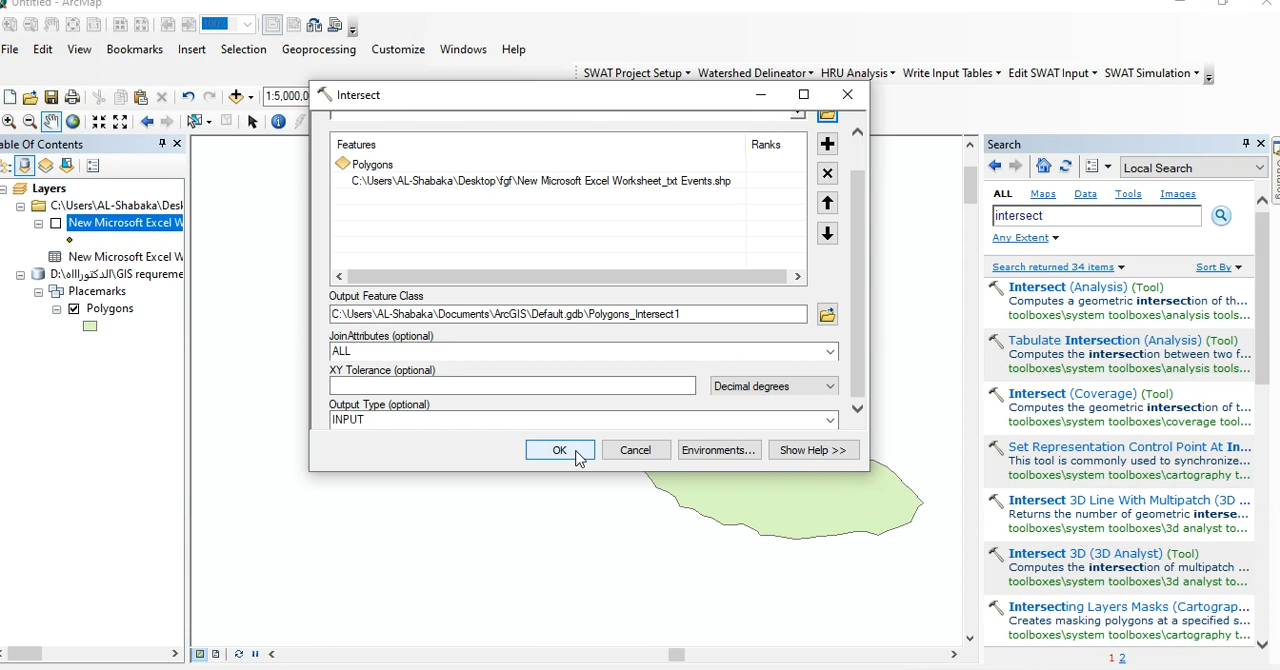 Untitled - ArcMap
File Edit View Bookmarks Insert Selection Geoprocessing Customize Windows Help
SWAT Project Setup Watershed Delineator HRU Analysis Write Input Tables Edit SWAT Input SWAT Simulation
1:5,000,0
able Of Contents
Layers
C:\Users\AL-Shabaka\Desk
New Microsoft Excel W
New Microsoft Excel W
D:\الدكتوراااه\GIS requreme
Placemarks
Polygons
Intersect
Features Ranks
Polygons
C:\Users\AL-Shabaka\Desktop\fgf\New Microsoft Excel Worksheet_txt Events.shp
Output Feature Class
C:\Users\AL-Shabaka\Documents\ArcGIS\Default.gdb\Polygons_Intersect1
JoinAttributes (optional)
ALL
XY Tolerance (optional)
Decimal degrees
Output Type (optional)
INPUT
OK Cancel Environments... Show Help >>
Search
Local Search
ALL Maps Data Tools Images
intersect
Any Extent
Search returned 34 items Sort By
Intersect (Analysis) (Tool)
Computes a geometric intersection of th...
toolboxes\system toolboxes\analysis tools...
Tabulate Intersection (Analysis) (Tool)
Computes the intersection between two f...
toolboxes\system toolboxes\analysis tools...
Intersect (Coverage) (Tool)
Computes the geometric intersection of t...
toolboxes\system toolboxes\coverage tool...
Set Representation Control Point At In...
This tool is commonly used to synchronize...
toolboxes\system toolboxes\cartography t...
Intersect 3D Line With Multipatch (3D ...
Returns the number of geometric interse...
toolboxes\system toolboxes\3d analyst to...
Intersect 3D (3D Analyst) (Tool)
Computes the intersection of multipatch ...
toolboxes\system toolboxes\3d analyst to...
Intersecting Layers Masks (Cartograp...
Creates masking polygons at a specified s...
toolboxes\system toolboxes\cartography t...
1 2